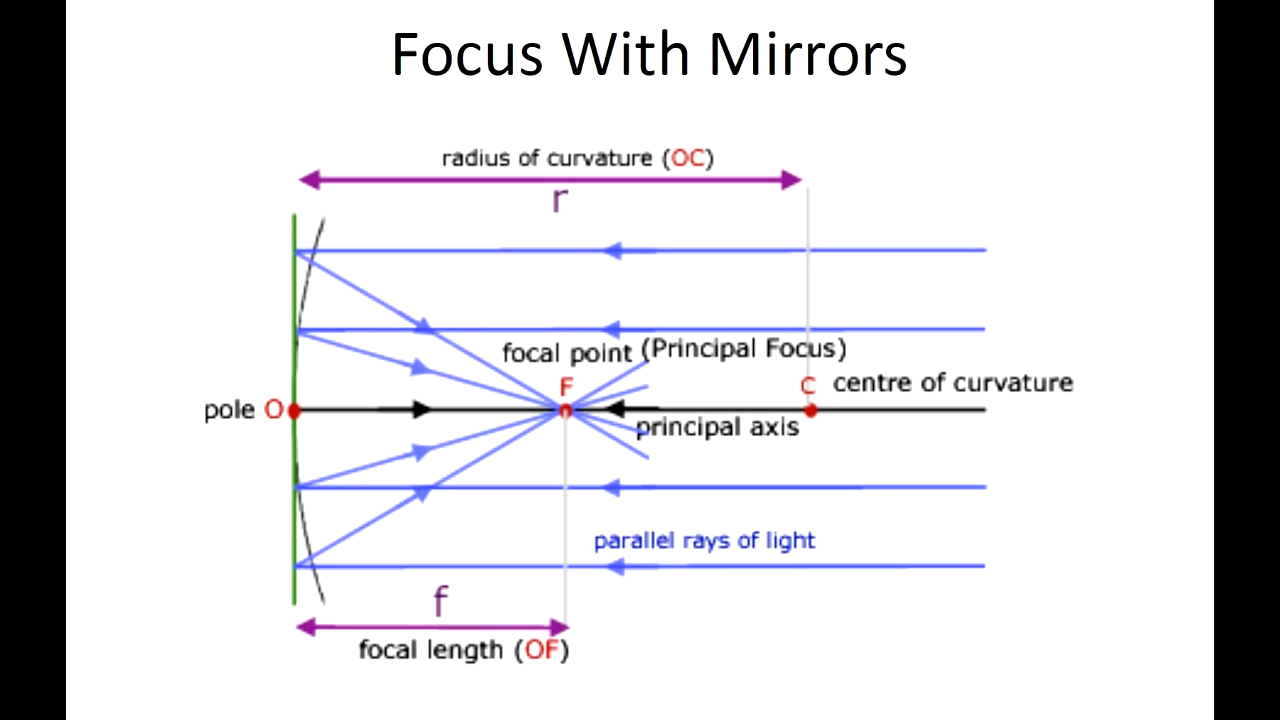 Focus With Mirrors
radius of curvature (OC)
r
focal point (Principal Focus)
F
C centre of curvature
pole O
principal axis
parallel rays of light
f
focal length (OF)